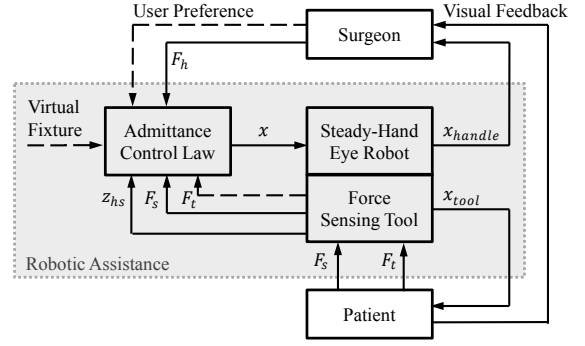 User Preference
Visual Feedback
Surgeon
F_h
Virtual
Fixture
Admittance
Control Law
x
Steady-Hand
Eye Robot
x_handle
z_hs
F_s
F_t
Force
Sensing Tool
x_tool
Robotic Assistance
F_s
F_t
Patient